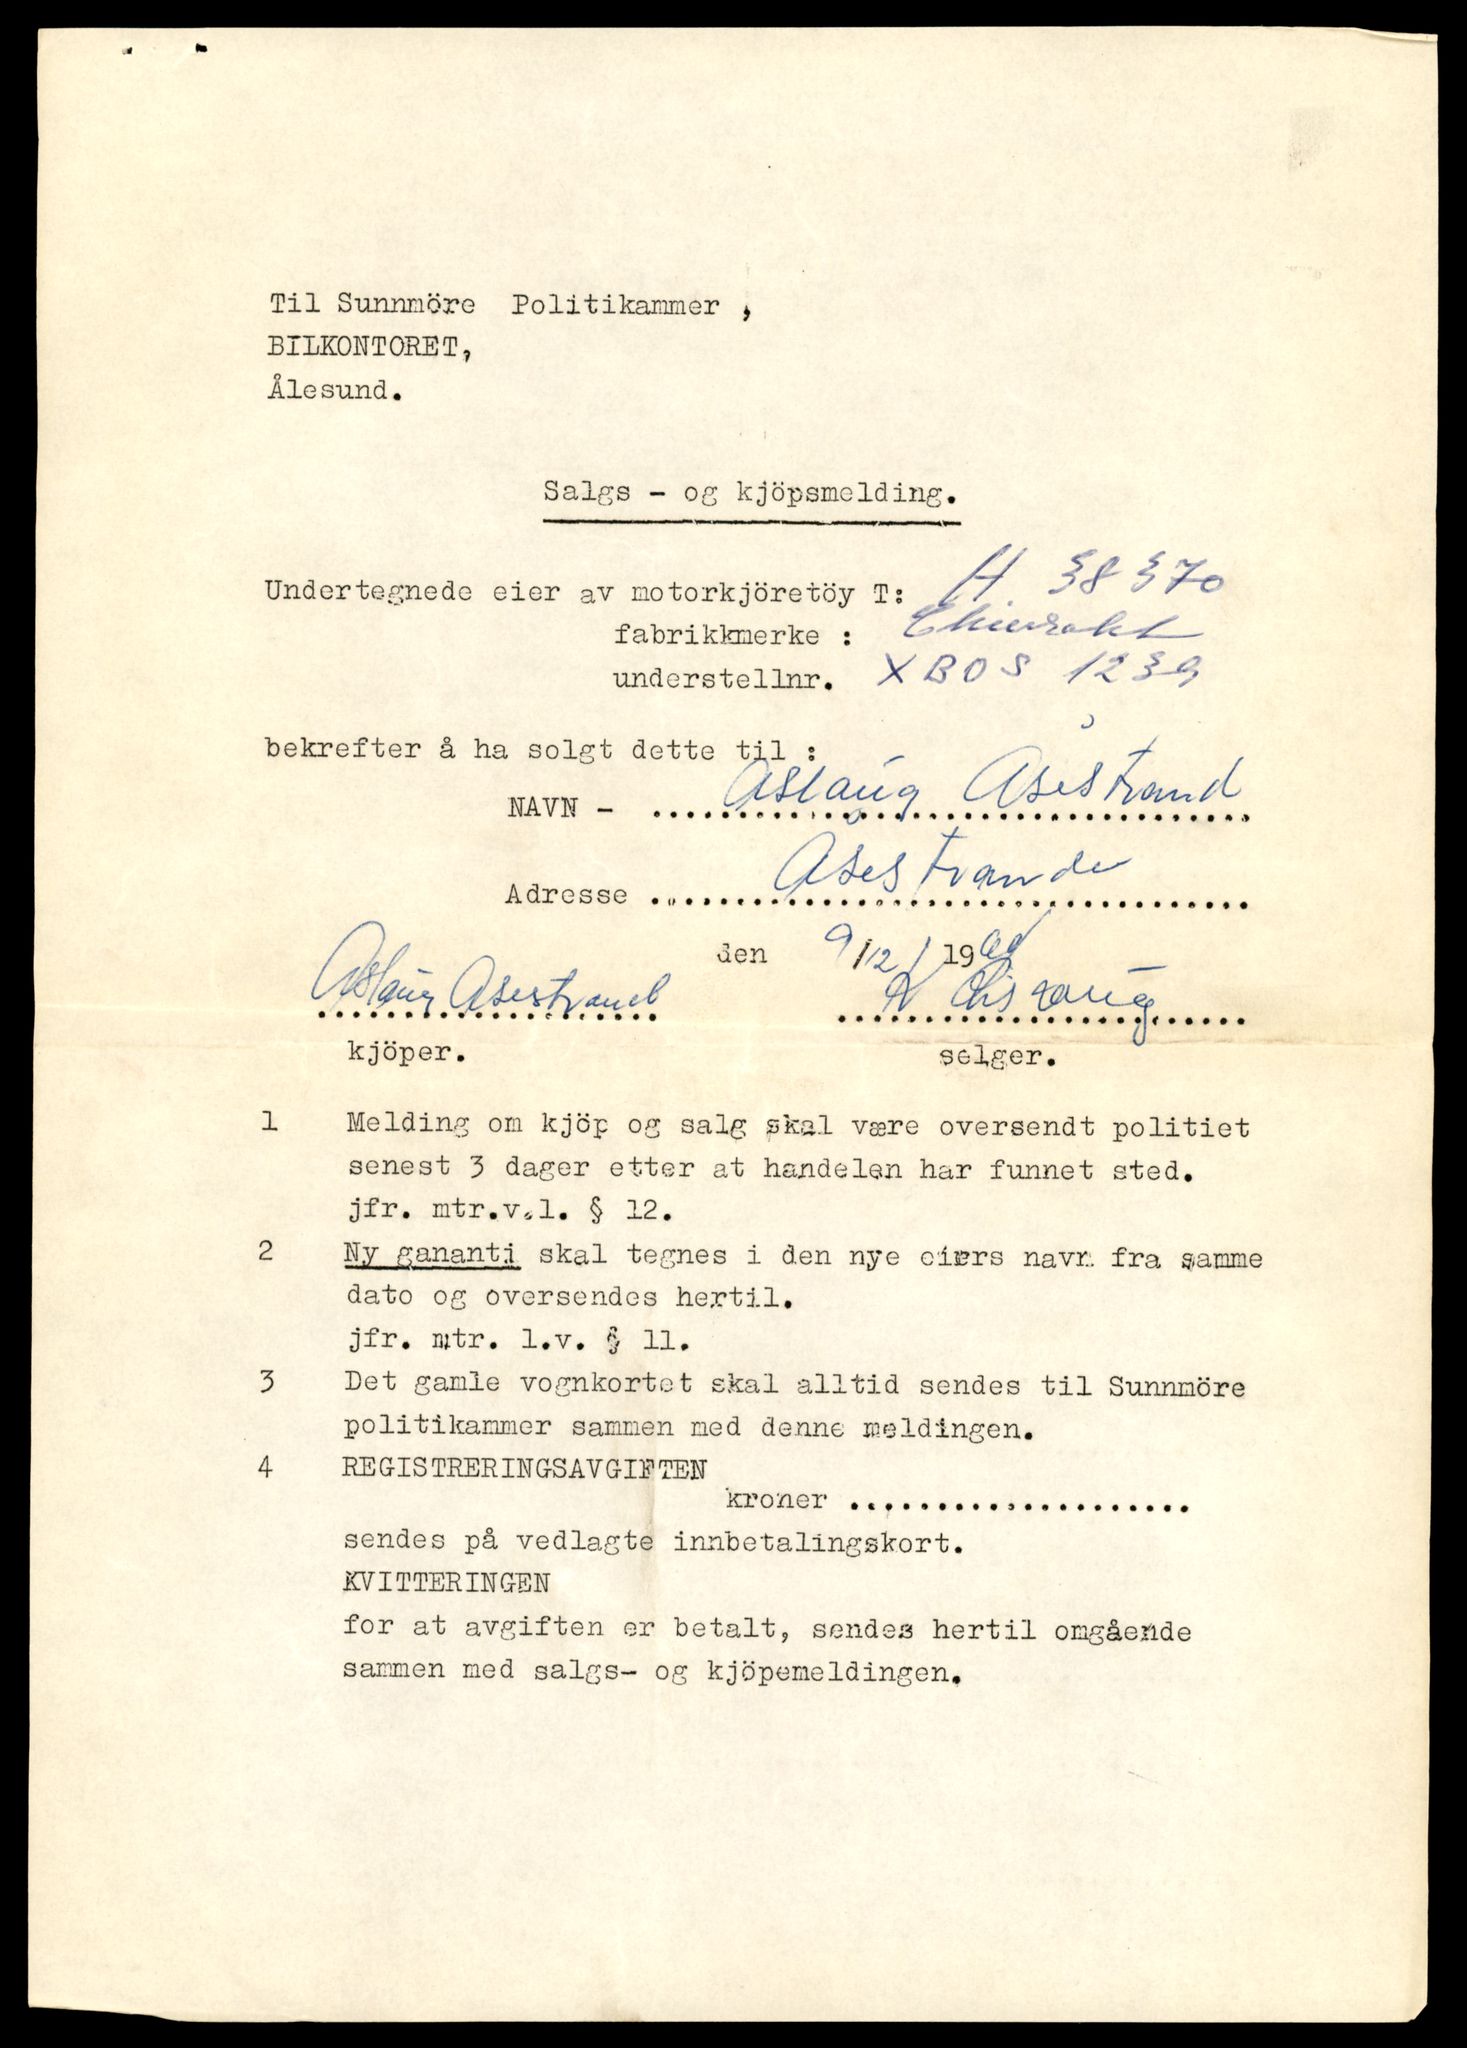 Til Sunnmöre Politikammer ,
BILKONTORET,
Ålesund.
Salgs - og kjöpsmelding.
Undertegnede eier av motorkjöretöy T: H 38370
fabrikkmerke :
understellnr. XBOS 1239
bekrefter å ha solgt dette til :
NAVN - Aslaug Åsestrand
Adresse Åsestranda
den 9/12 1960
Aslaug Åsestrand
kjöper.
selger.
1 Melding om kjöp og salg skal være oversendt politiet
senest 3 dager etter at handelen har funnet sted.
jfr. mtr.v.l. § 12.
2 Ny gananti skal tegnes i den nye eiers navn fra samme
dato og oversendes hertil.
jfr. mtr. l.v. § 11.
3 Det gamle vognkortet skal alltid sendes til Sunnmöre
politikammer sammen med denne meldingen.
4 REGISTRERINGSAVGIFTEN
kroner ....................
sendes på vedlagte innbetalingskort.
KVITTERINGEN
for at avgiften er betalt, sendes hertil omgående
sammen med salgs- og kjöpemeldingen.